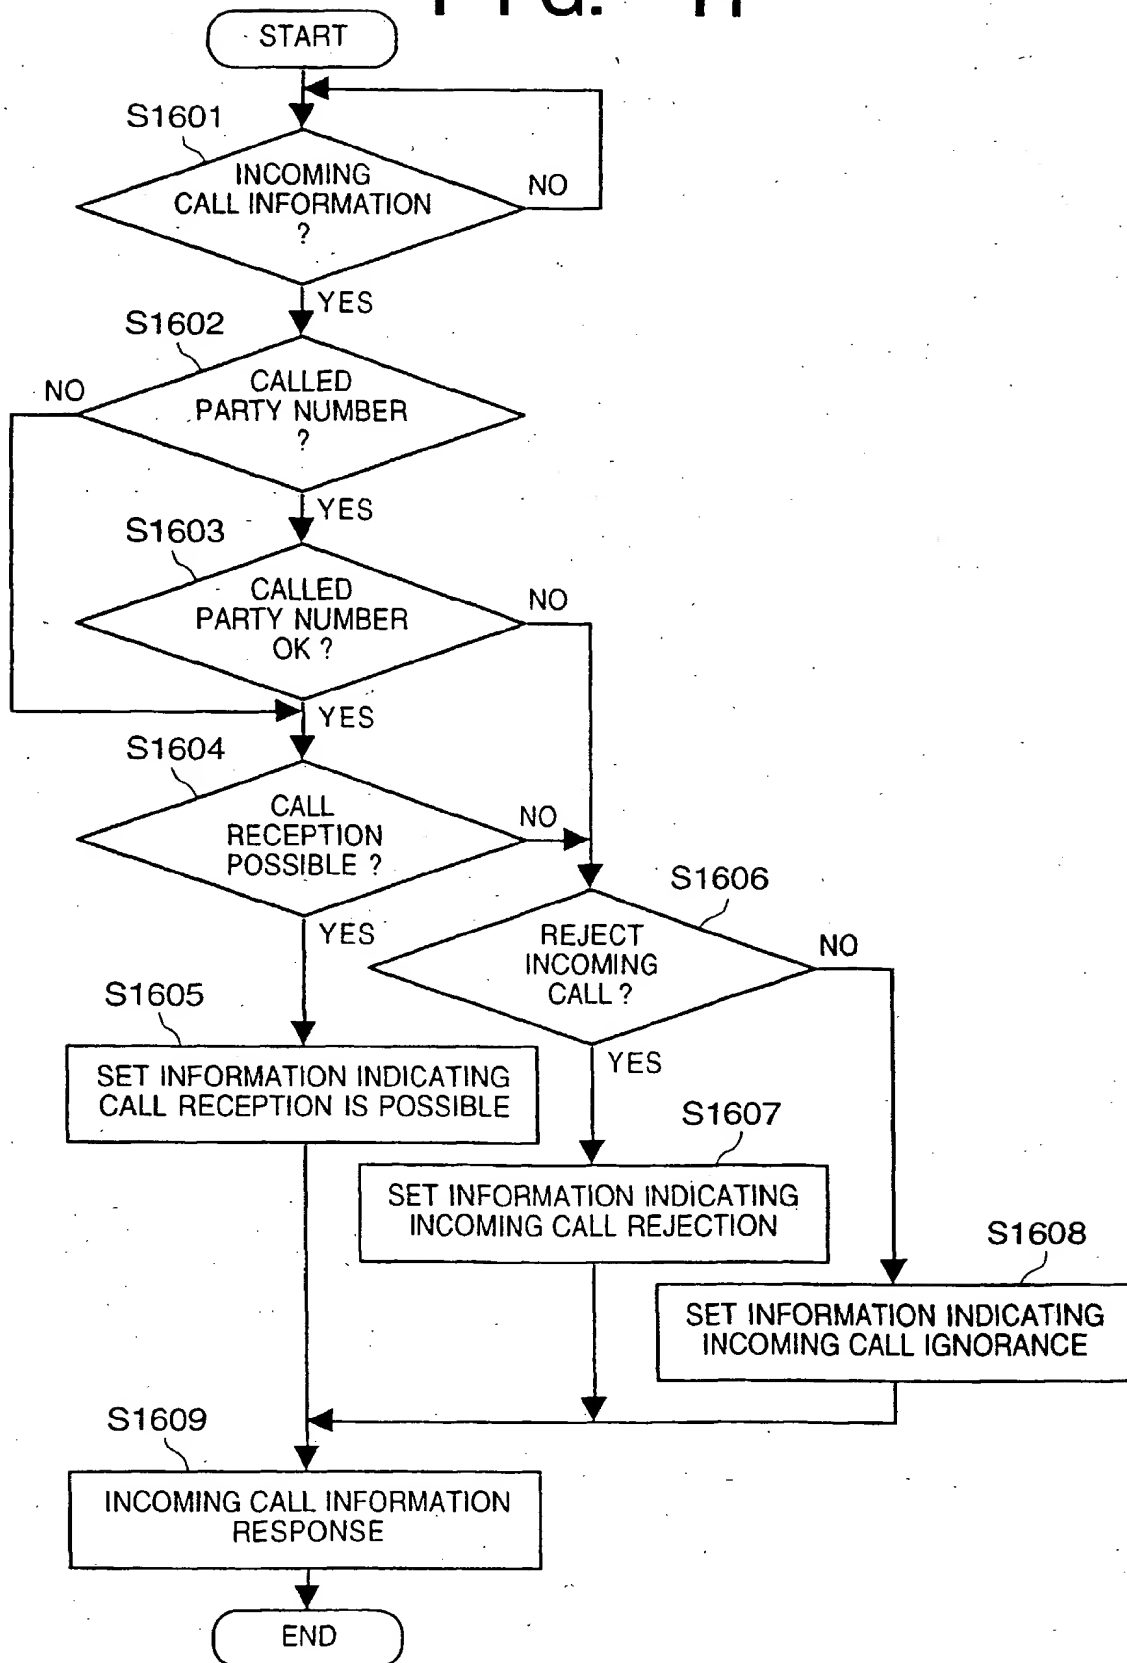 START
S1601
INCOMING
CALL INFORMATION
?
NO
YES
S1602
NO
CALLED
PARTY NUMBER
?
YES
S1603
CALLED
PARTY NUMBER
OK ?
NO
YES
S1604
CALL
RECEPTION
POSSIBLE ?
NO
YES
S1606
REJECT
INCOMING
CALL ?
NO
YES
S1605
SET INFORMATION INDICATING
CALL RECEPTION IS POSSIBLE
S1607
SET INFORMATION INDICATING
INCOMING CALL REJECTION
S1608
SET INFORMATION INDICATING
INCOMING CALL IGNORANCE
S1609
INCOMING CALL INFORMATION
RESPONSE
END